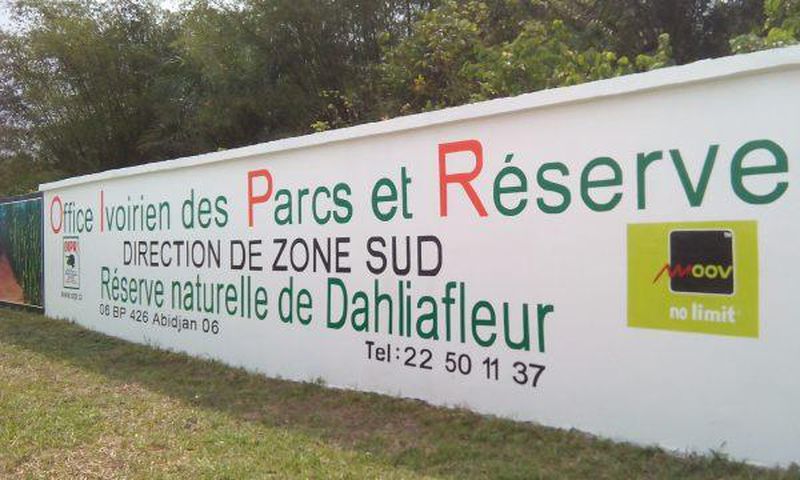 Office Ivoirien des Parcs et Réserve
OIPR
DIRECTION DE ZONE SUD
Réserve naturelle de Dahliafleur
06 BP 426 Abidjan 06
Tel: 22 50 11 37
MOOV
no limit